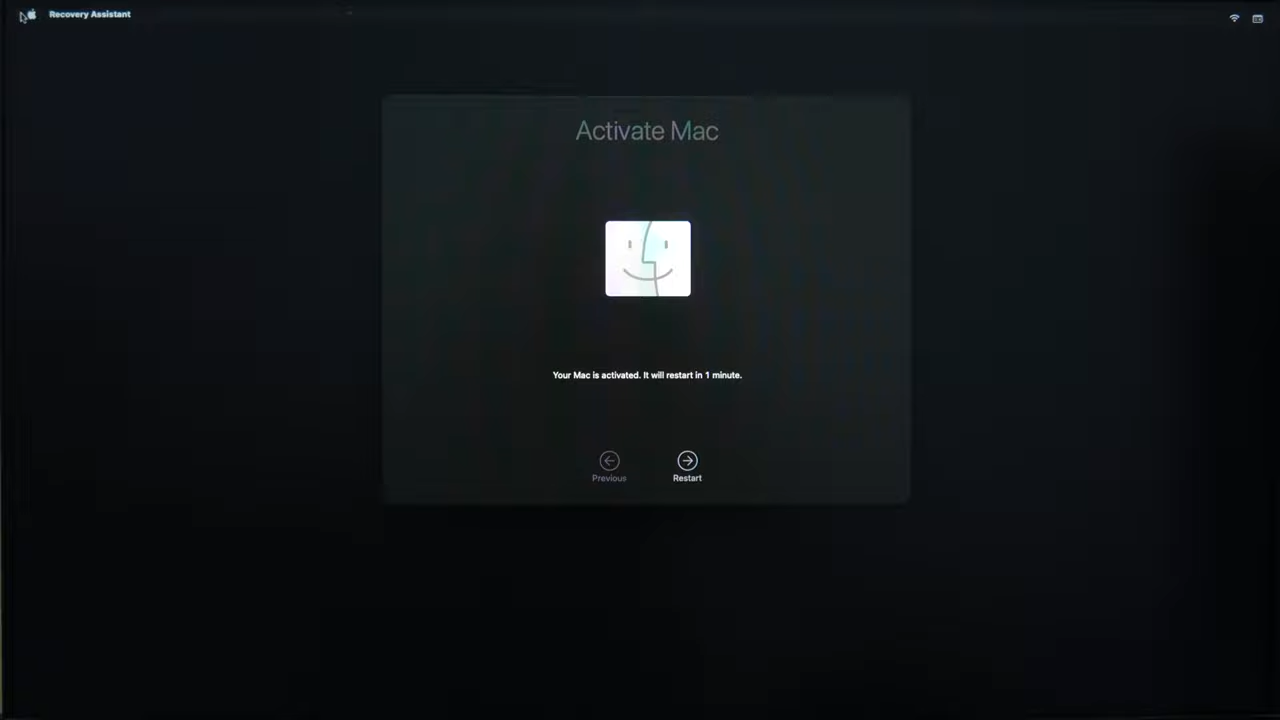 Recovery Assistant
Activate Mac
Your Mac is activated. It will restart in 1 minute.
Previous
Restart